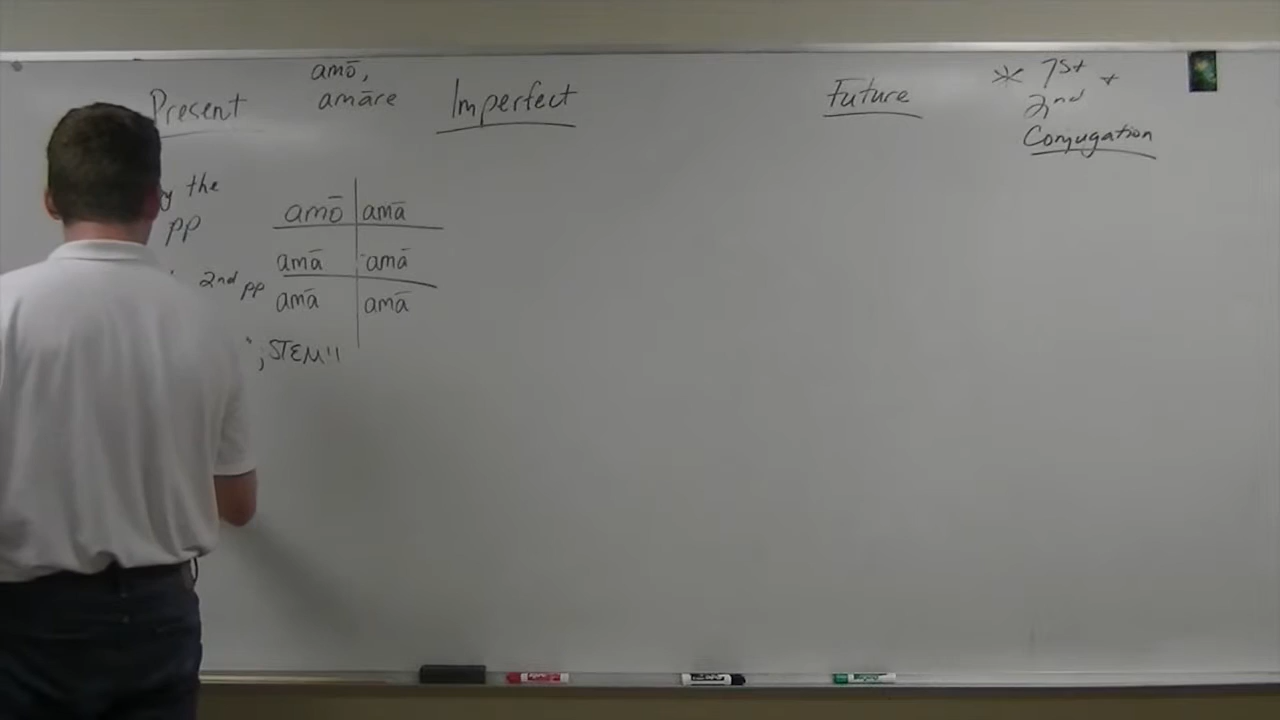 amō,
Present amāre Imperfect Future * 1st +
2nd
Conjugation
the
pp
2nd pp
STEM"
amō amā
amā amā
amā amā